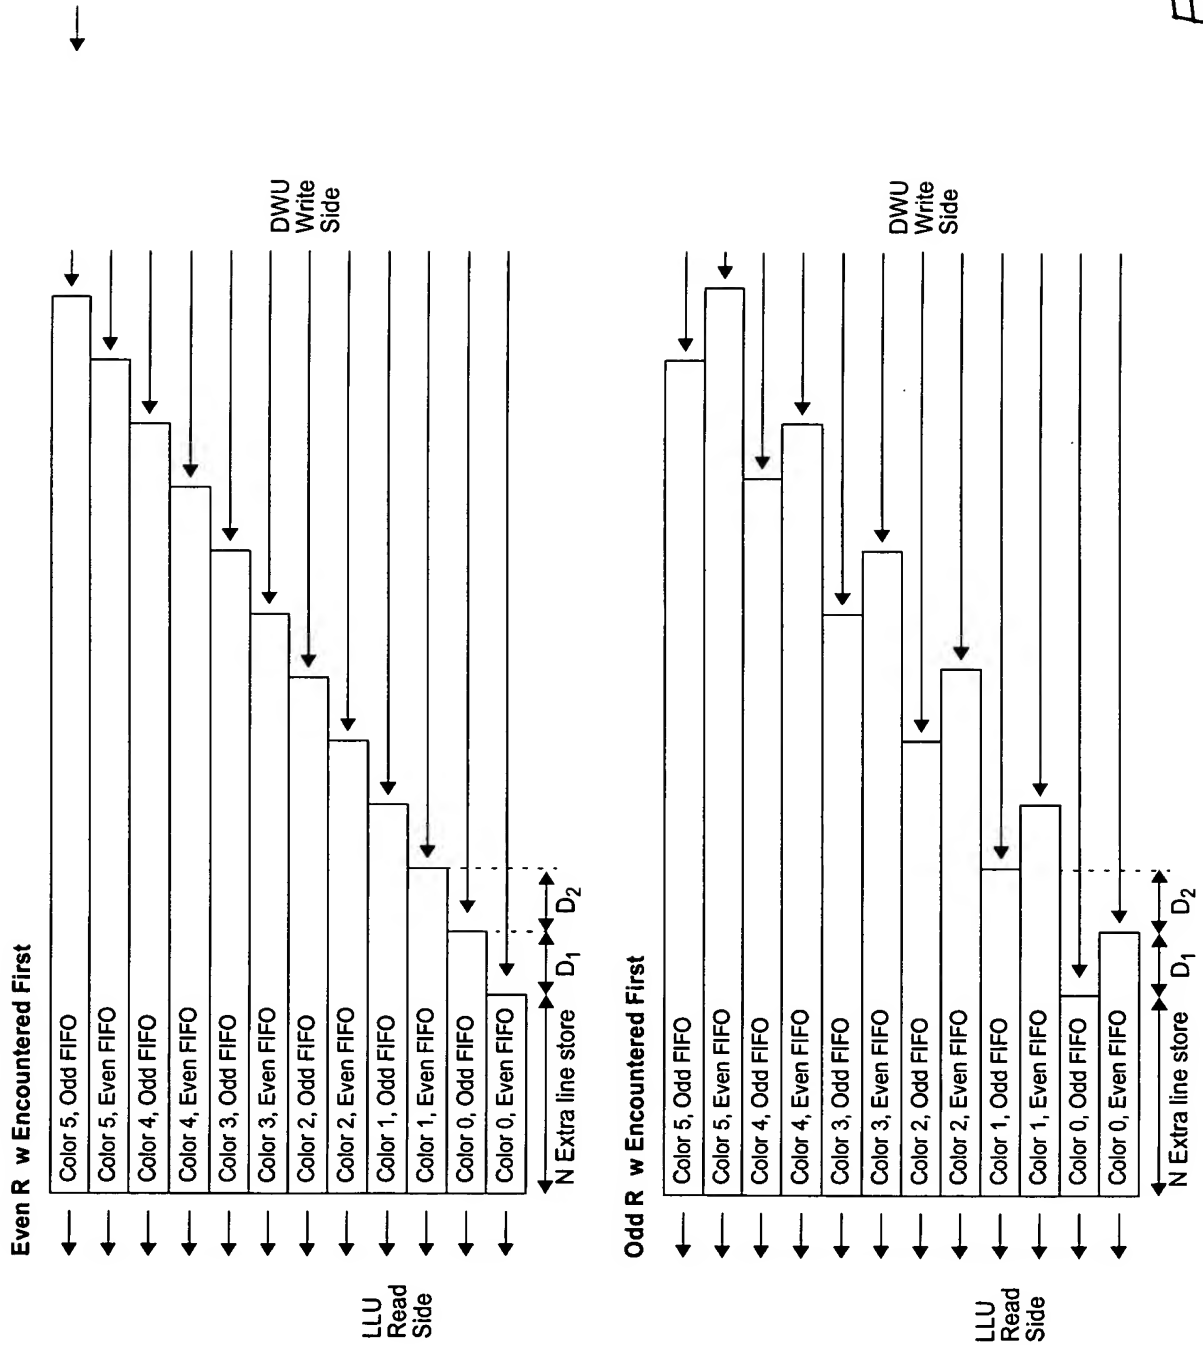 Even R w Encountered First
Color 5, Odd FIFO
Color 5, Even FIFO
Color 4, Odd FIFO
Color 4, Even FIFO
Color 3, Odd FIFO
Color 3, Even FIFO
Color 2, Odd FIFO
Color 2, Even FIFO
Color 1, Odd FIFO
Color 1, Even FIFO
Color 0, Odd FIFO
Color 0, Even FIFO
N Extra line store
D1
D2
LLU
Read
Side
DWU
Write
Side
Odd R w Encountered First
Color 5, Odd FIFO
Color 5, Even FIFO
Color 4, Odd FIFO
Color 4, Even FIFO
Color 3, Odd FIFO
Color 3, Even FIFO
Color 2, Odd FIFO
Color 2, Even FIFO
Color 1, Odd FIFO
Color 1, Even FIFO
Color 0, Odd FIFO
Color 0, Even FIFO
N Extra line store
D1
D2
LLU
Read
Side
DWU
Write
Side